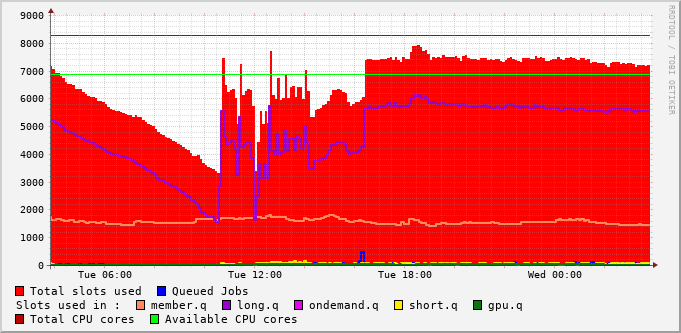 9000
8000
7000
6000
5000
4000
3000
2000
1000
0
Tue 06:00 Tue 12:00 Tue 18:00 Wed 00:00
RRDTOOL / TOBI OETIKER
Total slots used Queued Jobs
Slots used in : member.q long.q ondemand.q short.q gpu.q
Total CPU cores Available CPU cores